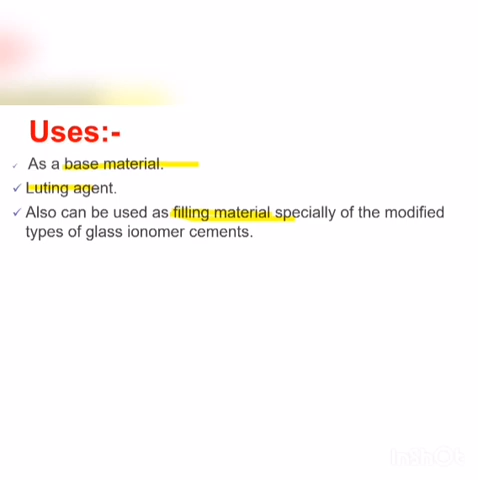 Uses:-
✓ As a base material.
✓ Luting agent.
✓ Also can be used as filling material specially of the modified
types of glass ionomer cements.